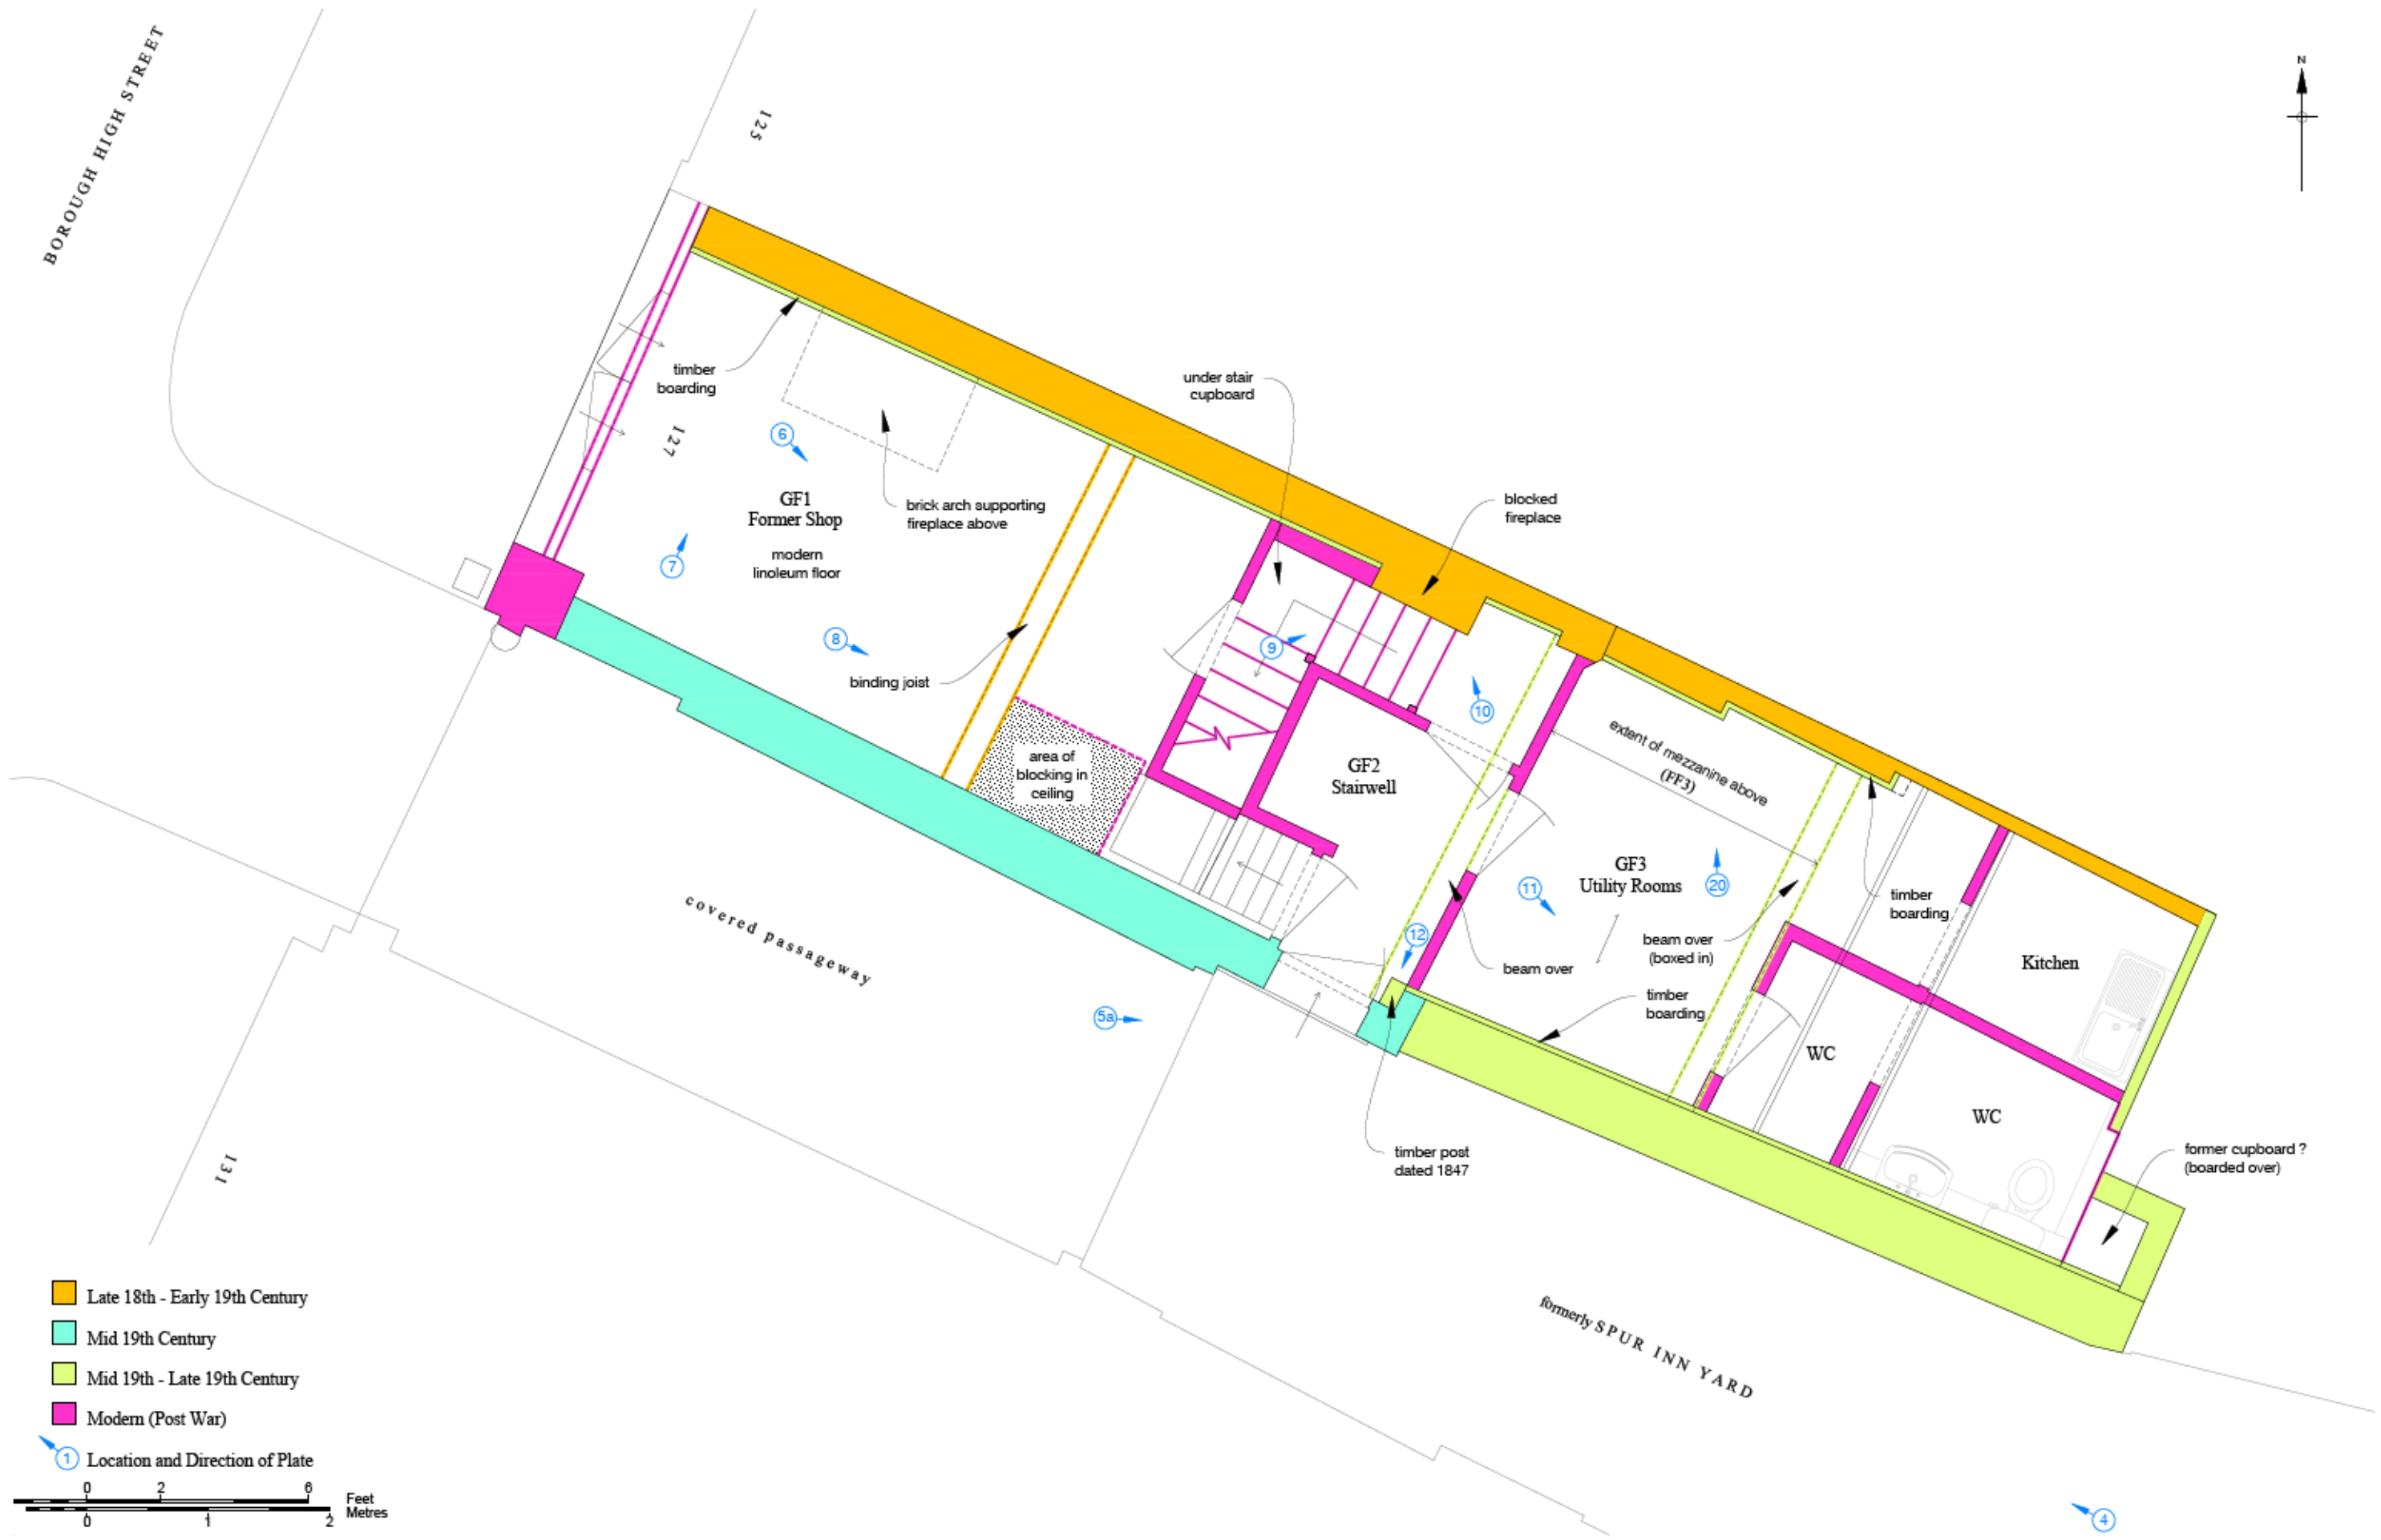 BOROUGH HIGH STREET
125
N
timber
boarding
127
under stair
cupboard
6
GF1
Former Shop
brick arch supporting
fireplace above
blocked
fireplace
modern
linoleum floor
7
8
binding joist
9
10
area of
blocking in
ceiling
GF2
Stairwell
extent of mezzanine above
(FF3)
GF3
Utility Rooms
11
20
timber
boarding
12
beam over
beam over
(boxed in)
Kitchen
timber
boarding
covered passageway
5a
WC
WC
timber post
dated 1847
former cupboard ?
(boarded over)
131
formerly SPUR INN YARD
Late 18th - Early 19th Century
Mid 19th Century
Mid 19th - Late 19th Century
Modern (Post War)
1 Location and Direction of Plate
0 2 6
Feet
Metres
0 1 2
4